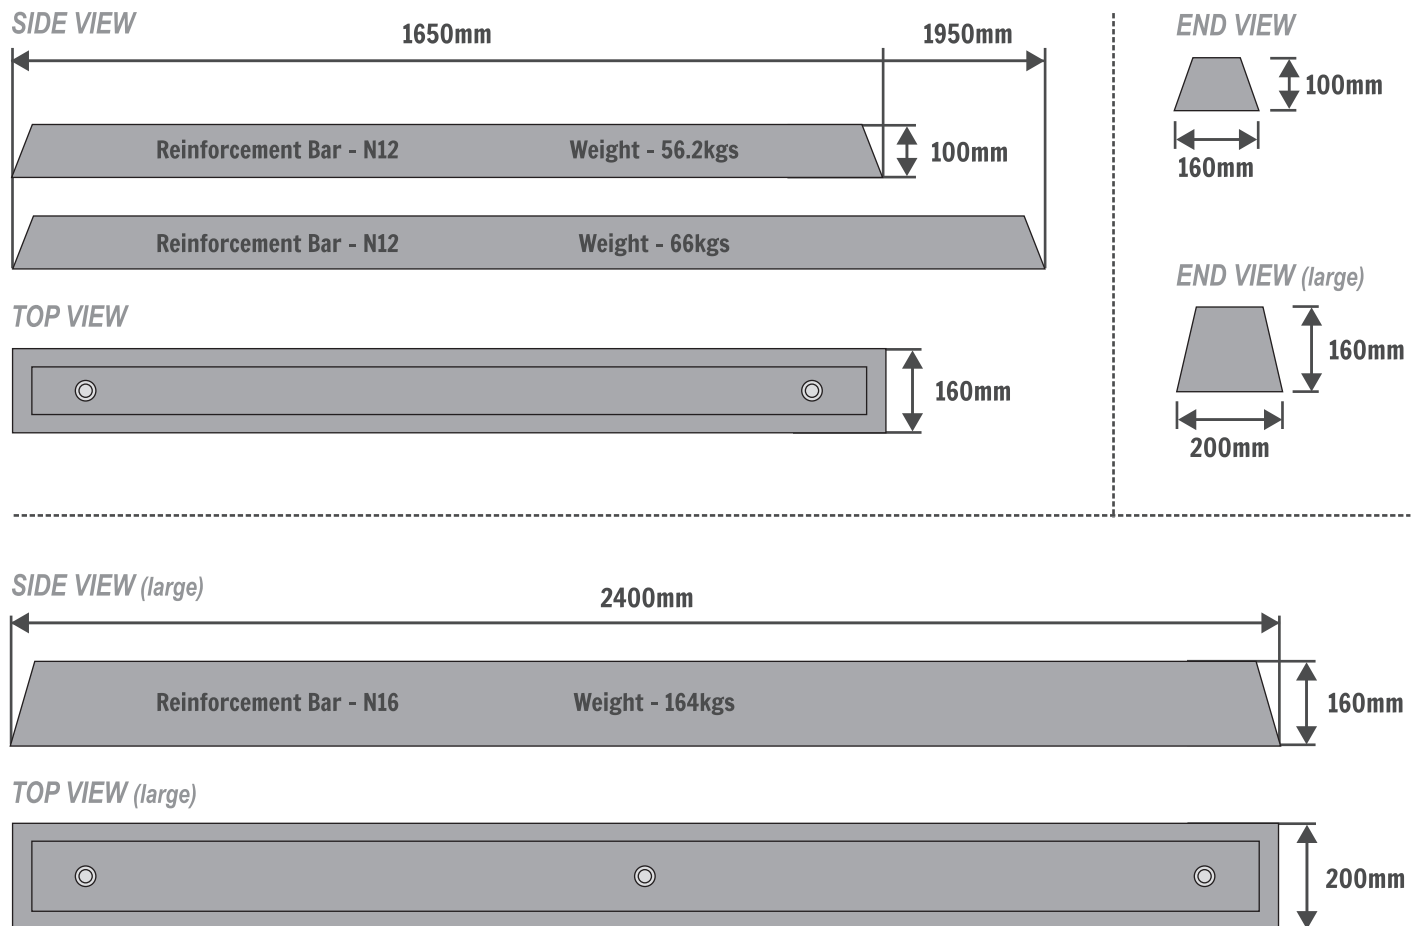 SIDE VIEW
1650mm
1950mm
Reinforcement Bar - N12
Weight - 56.2kgs
100mm
Reinforcement Bar - N12
Weight - 66kgs
TOP VIEW
160mm
END VIEW
100mm
160mm
END VIEW (large)
160mm
200mm
SIDE VIEW (large)
2400mm
Reinforcement Bar - N16
Weight - 164kgs
160mm
TOP VIEW (large)
200mm